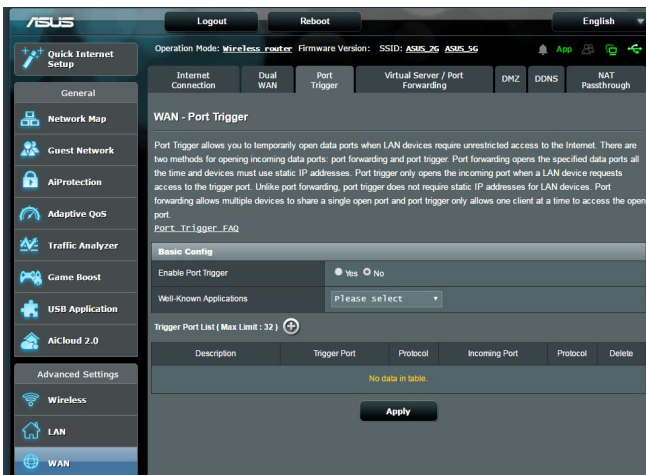 ASUS
Logout
Reboot
English
Quick Internet
Setup
Operation Mode: Wireless router Firmware Version: SSID: ASUS_2G ASUS_5G
App
General
Network Map
Guest Network
AiProtection
Adaptive QoS
Traffic Analyzer
Game Boost
USB Application
AiCloud 2.0
Advanced Settings
Wireless
LAN
WAN
Internet
Connection
Dual
WAN
Port
Trigger
Virtual Server / Port
Forwarding
DMZ
DDNS
NAT
Passthrough
WAN - Port Trigger
Port Trigger allows you to temporarily open data ports when LAN devices require unrestricted access to the Internet. There are
two methods for opening incoming data ports: port forwarding and port trigger. Port forwarding opens the specified data ports all
the time and devices must use static IP addresses. Port trigger only opens the incoming port when a LAN device requests
access to the trigger port. Unlike port forwarding, port trigger does not require static IP addresses for LAN devices. Port
forwarding allows multiple devices to share a single open port and port trigger only allows one client at a time to access the open
port.
Port Trigger FAQ
Basic Config
Enable Port Trigger
Yes No
Well-Known Applications
Please select
Trigger Port List ( Max Limit : 32 )
Description Trigger Port Protocol Incoming Port Protocol Delete
No data in table.
Apply